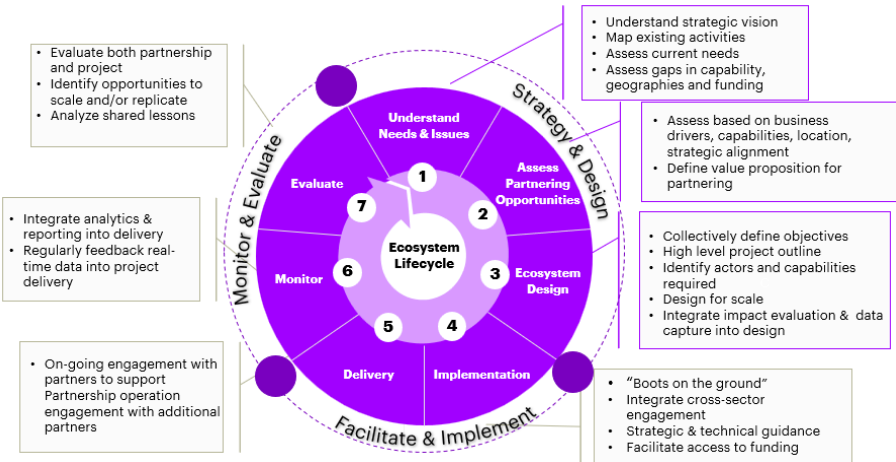 • Understand strategic vision
• Map existing activities
• Assess current needs
• Assess gaps in capability,
geographies and funding
• Evaluate both partnership
and project
• Identify opportunities to
scale and/or replicate
• Analyze shared lessons
• Assess based on business
drivers, capabilities, location,
strategic alignment
• Define value proposition for
partnering
• Integrate analytics &
reporting into delivery
• Regularly feedback real-
time data into project
delivery
• Collectively define objectives
• High level project outline
• Identify actors and capabilities
required
• Design for scale
• Integrate impact evaluation & data
capture into design
• On-going engagement with
partners to support
Partnership operation
engagement with additional
partners
• "Boots on the ground"
• Integrate cross-sector
engagement
• Strategic & technical guidance
• Facilitate access to funding
Strategy & Design
Facilitate & Implement
Monitor & Evaluate
Understand
Needs & Issues
1
Assess
Partnering
Opportunities
2
Ecosystem
Design
3
Implementation
4
Delivery
5
Monitor
6
Evaluate
7
Ecosystem
Lifecycle